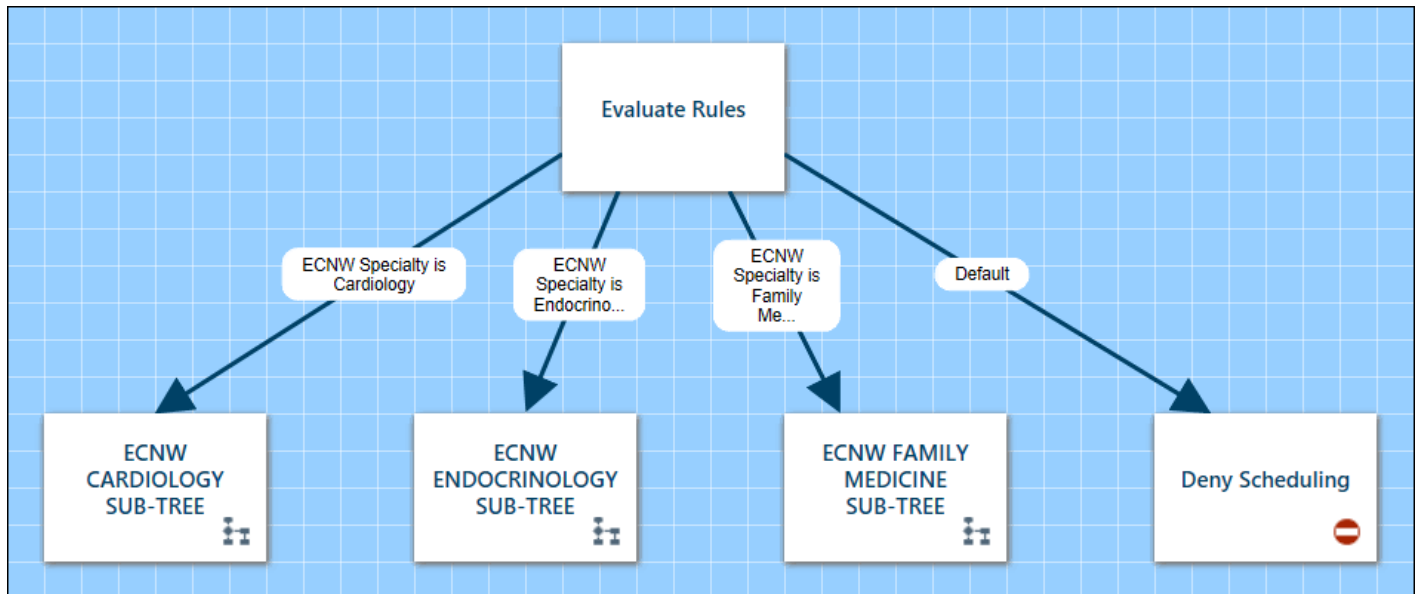 Evaluate Rules
ECNW Specialty is
Cardiology
ECNW
Specialty is
Endocrino...
ECNW
Specialty is
Family
Me...
Default
ECNW
CARDIOLOGY
SUB-TREE
ECNW
ENDOCRINOLOGY
SUB-TREE
ECNW FAMILY
MEDICINE
SUB-TREE
Deny Scheduling